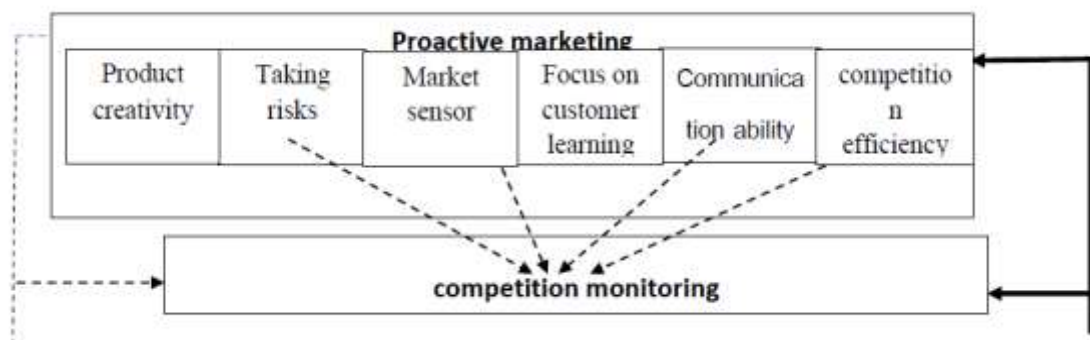 Proactive marketing
Product
creativity
Taking
risks
Market
sensor
Focus on
customer
learning
Communica
tion ability
competitio
n
efficiency
competition monitoring